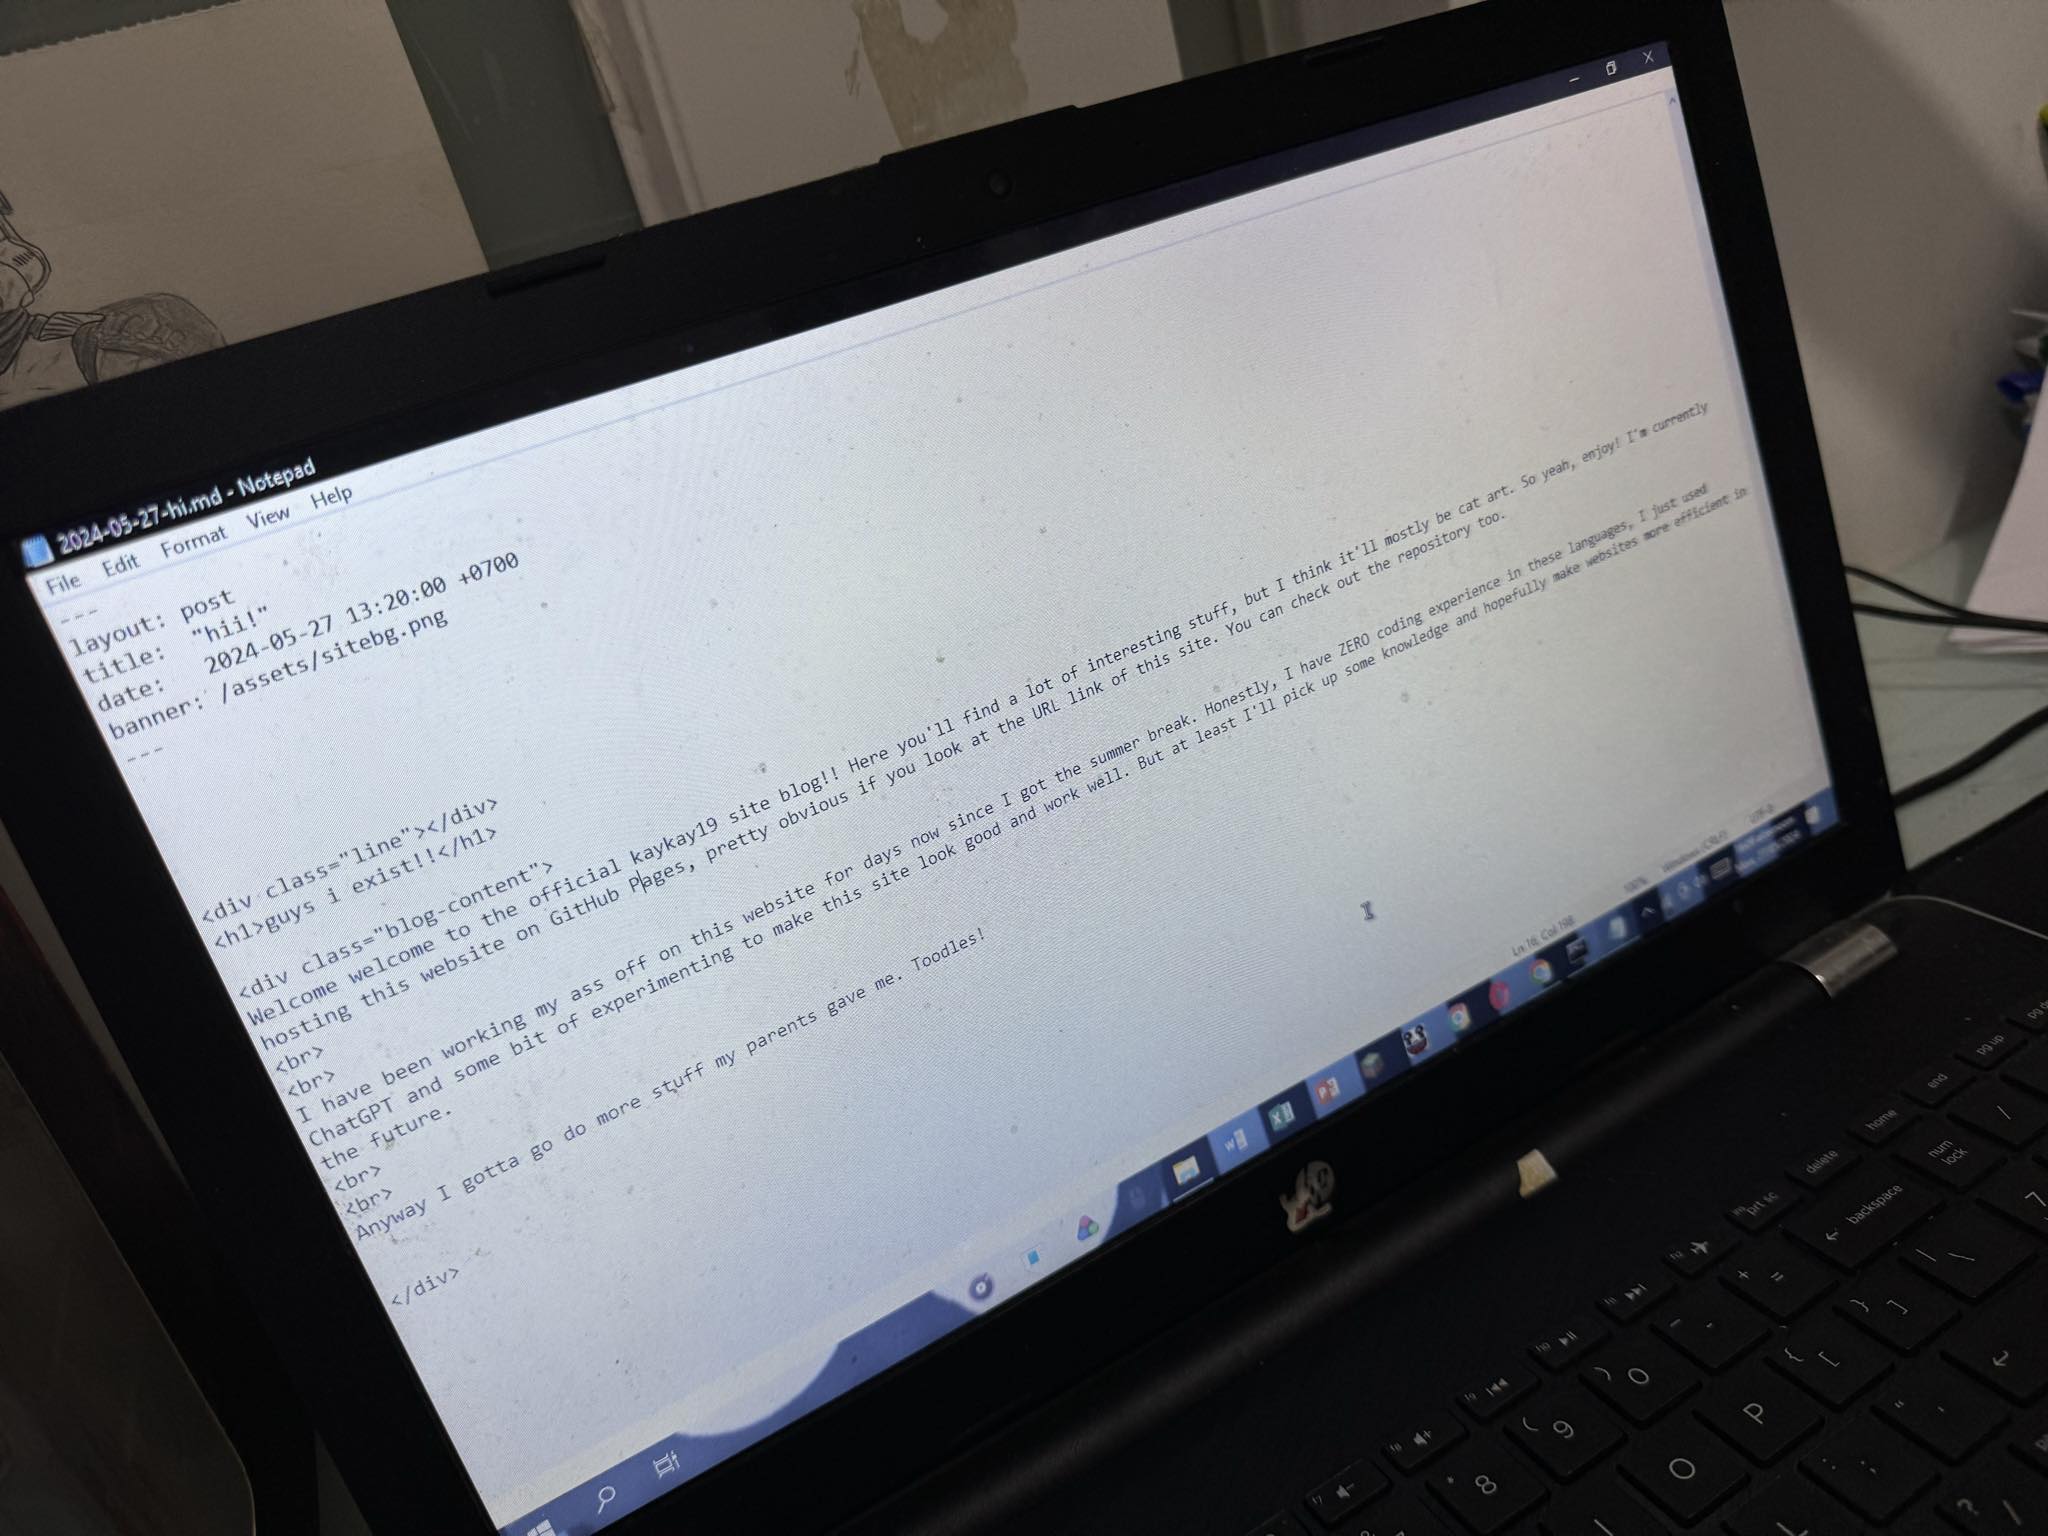 2024-05-27-hi.md - Notepad
File Edit Format View Help
---
layout: post
title: "hii!"
date: 2024-05-27 13:20:00 +0700
banner: /assets/sitebg.png
---
<div class="line"></div>
<h1>guys i exist!!</h1>
<div class="blog-content">
Welcome welcome to the official kaykay19 site blog!! Here you'll find a lot of interesting stuff, but I think it'll mostly be cat art. So yeah, enjoy! I'm currently
hosting this website on GitHub Pages, pretty obvious if you look at the URL link of this site. You can check out the repository too.
<br>
<br>
I have been working my ass off on this website for days now since I got the summer break. Honestly, I have ZERO coding experience in these languages, I just used
ChatGPT and some bit of experimenting to make this site look good and work well. But at least I'll pick up some knowledge and hopefully make websites more efficient in
the future.
<br>
<br>
Anyway I gotta go do more stuff my parents gave me. Toodles!
</div>
Ln 16, Col 198
100%
Windows (CRLF)
UTF-8
pg up
end
home
/
delete
num
lock
prt sc
backspace
7
+ =
| \
- -
} ]
) 0
{ [
( 9
P
* 8
O
" '
: ;
? /